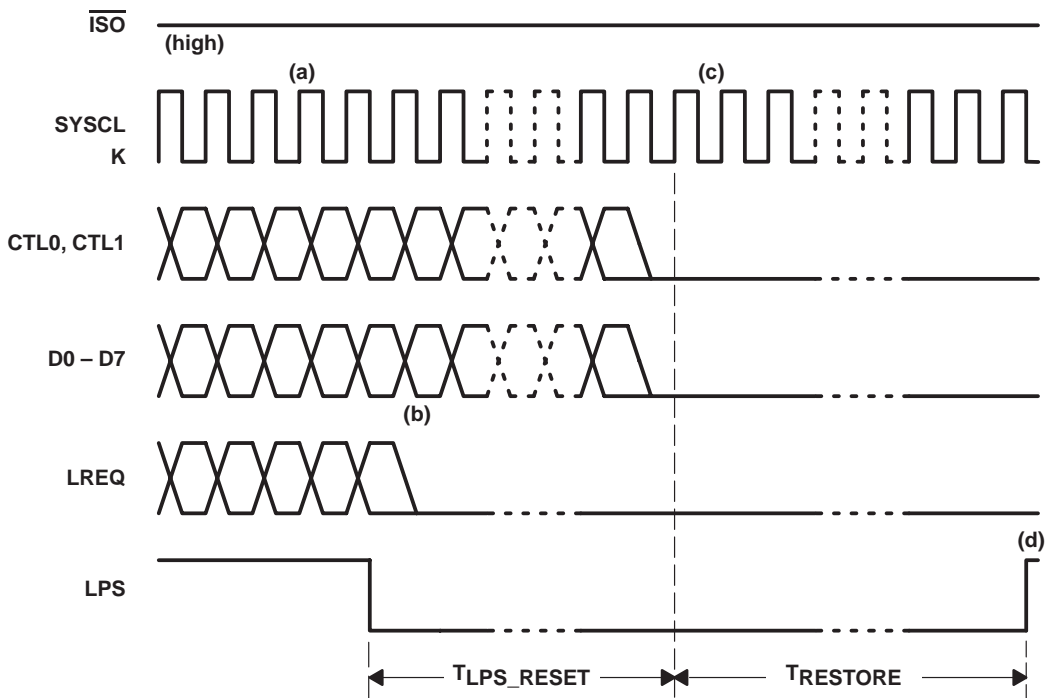 ISO
(high)
(a)
(c)
SYSCL
K
CTL0, CTL1
D0 – D7
(b)
LREQ
(d)
LPS
TLPS_RESET
TRESTORE